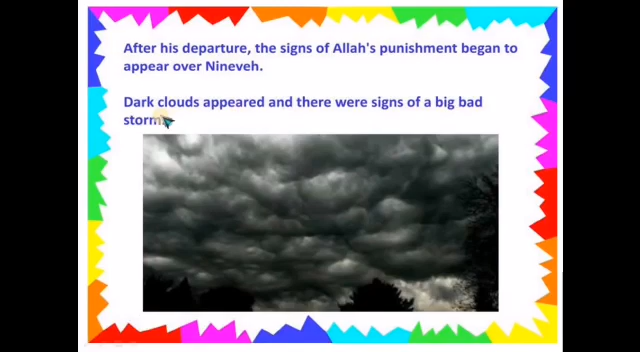 After his departure, the signs of Allah's punishment began to
appear over Nineveh.
Dark clouds appeared and there were signs of a big bad
storm.